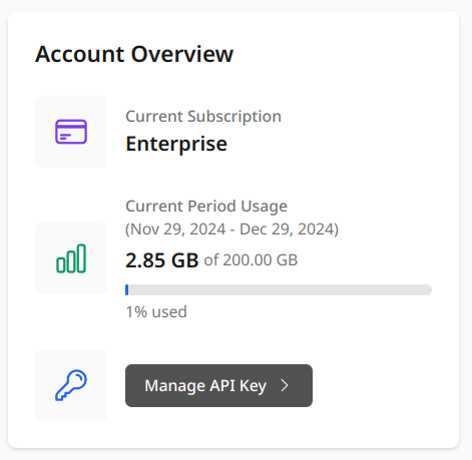 Account Overview
Current Subscription
Enterprise
Current Period Usage
(Nov 29, 2024 - Dec 29, 2024)
2.85 GB of 200.00 GB
1% used
Manage API Key